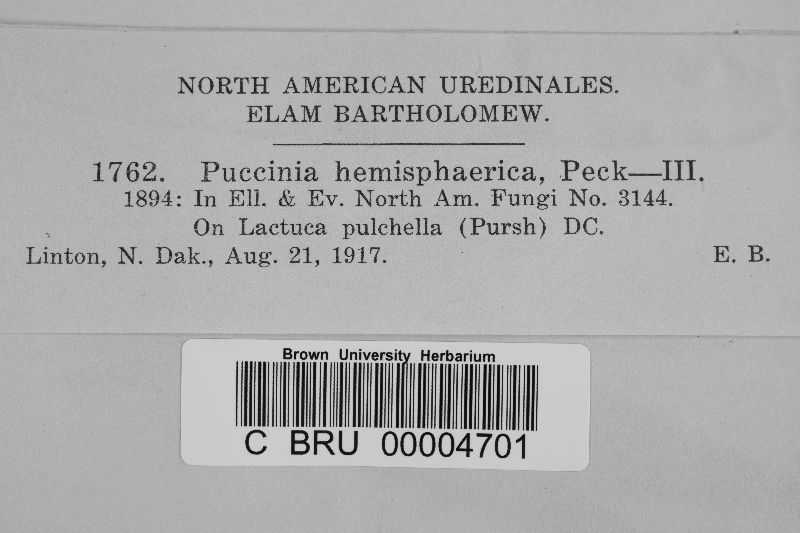 NORTH AMERICAN UREDINALES.
ELAM BARTHOLOMEW.
1762. Puccinia hemisphaerica, Peck—III.
1894: In Ell. & Ev. North Am. Fungi No. 3144.
On Lactuca pulchella (Pursh) DC.
Linton, N. Dak., Aug. 21, 1917. E. B.
Brown University Herbarium
C BRU 00004701